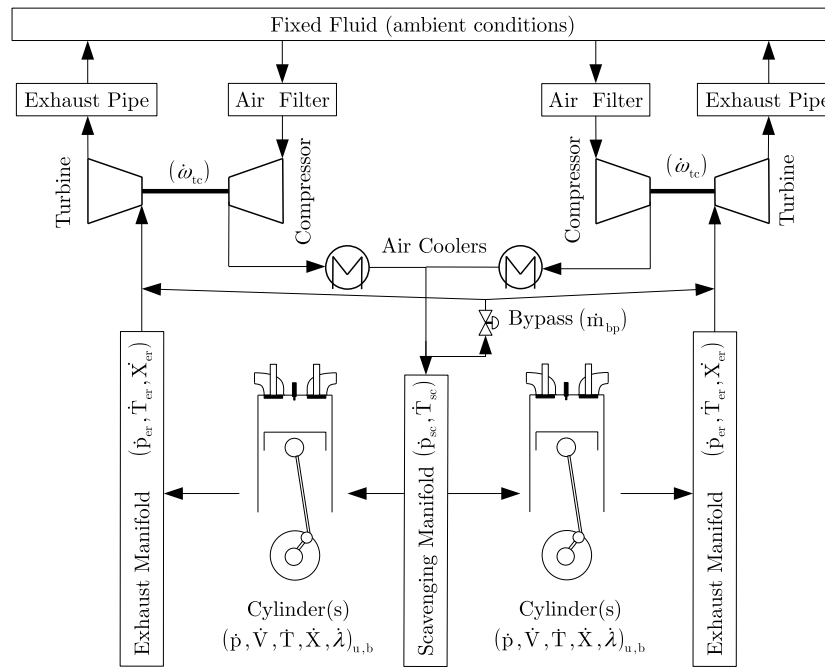 Fixed Fluid (ambient conditions)
Exhaust Pipe
Air Filter
Air Filter
Exhaust Pipe
Turbine
(ω̇tc)
Compressor
Compressor
(ω̇tc)
Turbine
Air Coolers
Bypass (ṁbp)
Exhaust Manifold (ṗer, Ṫer, Ẋer)
Scavenging Manifold (ṗsc, Ṫsc)
Exhaust Manifold (ṗer, Ṫer, Ẋer)
Cylinder(s)
(ṗ, V̇, Ṫ, Ẋ, λ̇)u,b
Cylinder(s)
(ṗ, V̇, Ṫ, Ẋ, λ̇)u,b